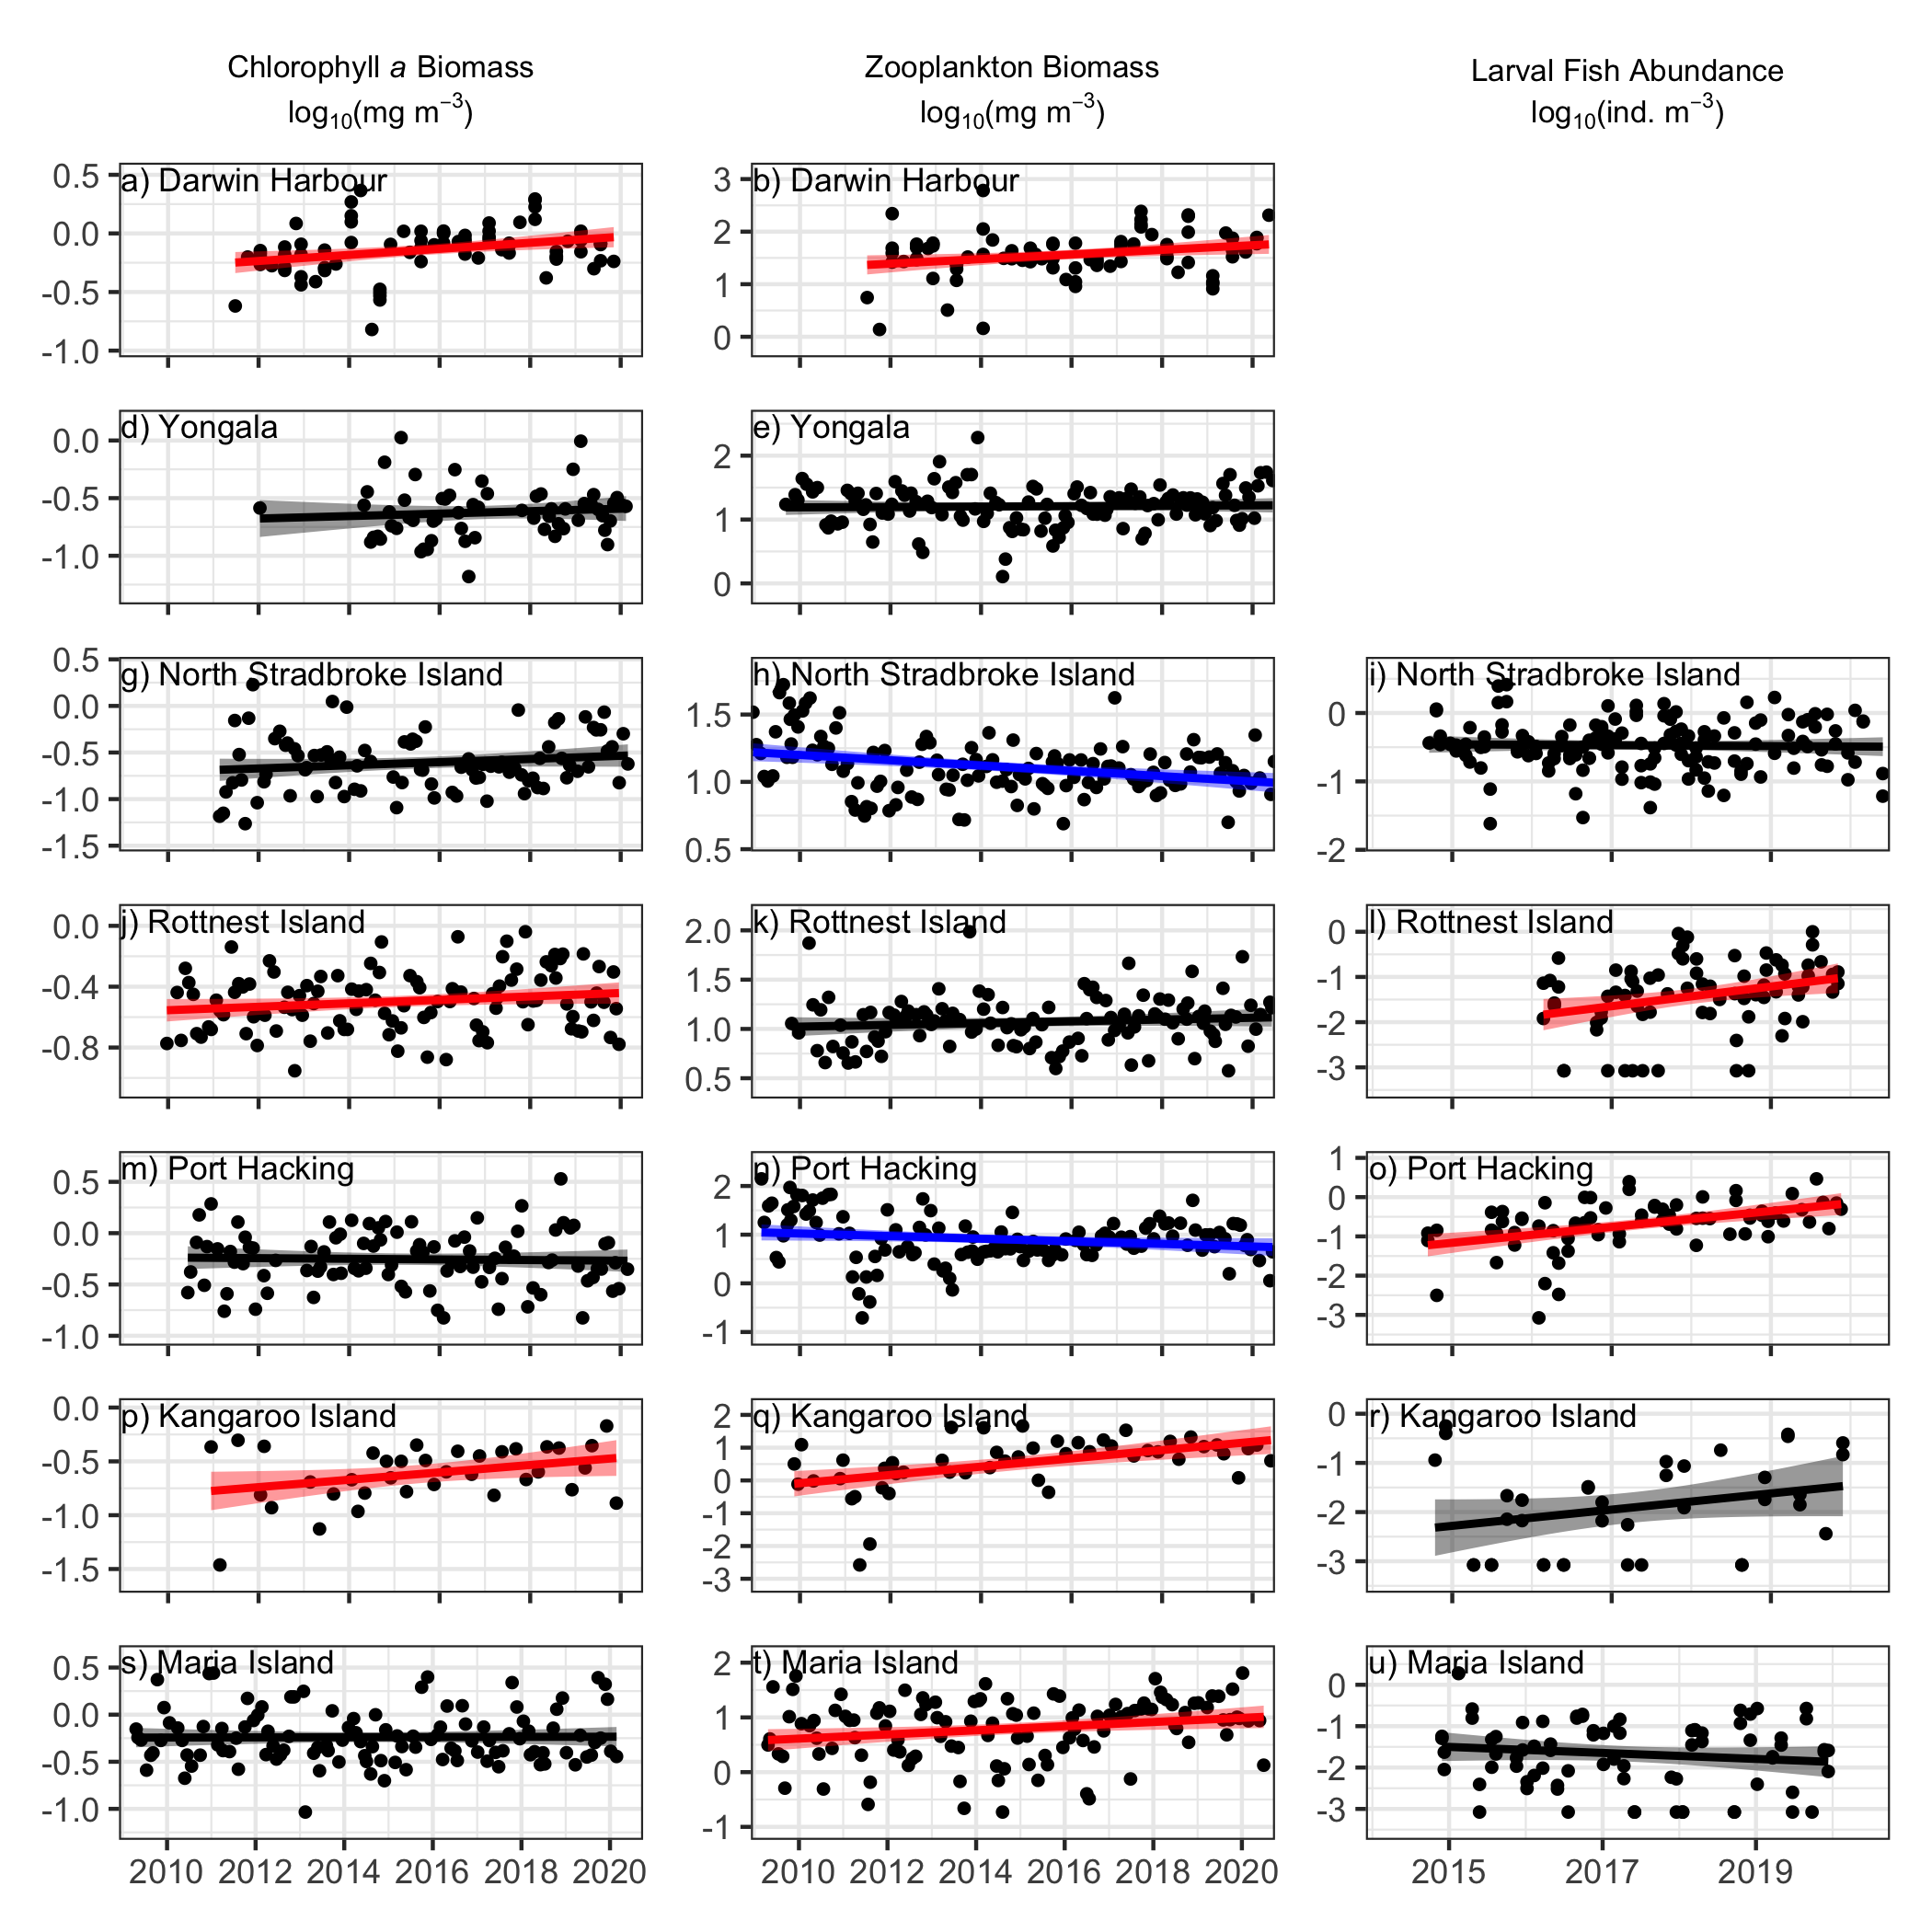 Chlorophyll a Biomass
log10(mg m−3)
Zooplankton Biomass
log10(mg m−3)
Larval Fish Abundance
log10(ind. m−3)
a) Darwin Harbour
0.5
0.0
-0.5
-1.0
b) Darwin Harbour
3
2
1
0
d) Yongala
0.0
-0.5
-1.0
e) Yongala
2
1
0
g) North Stradbroke Island
0.5
0.0
-0.5
-1.0
-1.5
h) North Stradbroke Island
1.5
1.0
0.5
i) North Stradbroke Island
0
-1
-2
j) Rottnest Island
0.0
-0.4
-0.8
k) Rottnest Island
2.0
1.5
1.0
0.5
l) Rottnest Island
0
-1
-2
-3
m) Port Hacking
0.5
0.0
-0.5
-1.0
n) Port Hacking
2
1
0
-1
o) Port Hacking
1
0
-1
-2
-3
p) Kangaroo Island
0.0
-0.5
-1.0
-1.5
q) Kangaroo Island
2
1
0
-1
-2
-3
r) Kangaroo Island
0
-1
-2
-3
s) Maria Island
0.5
0.0
-0.5
-1.0
2010 2012 2014 2016 2018 2020
t) Maria Island
2
1
0
-1
2010 2012 2014 2016 2018 2020
u) Maria Island
0
-1
-2
-3
2015 2017 2019